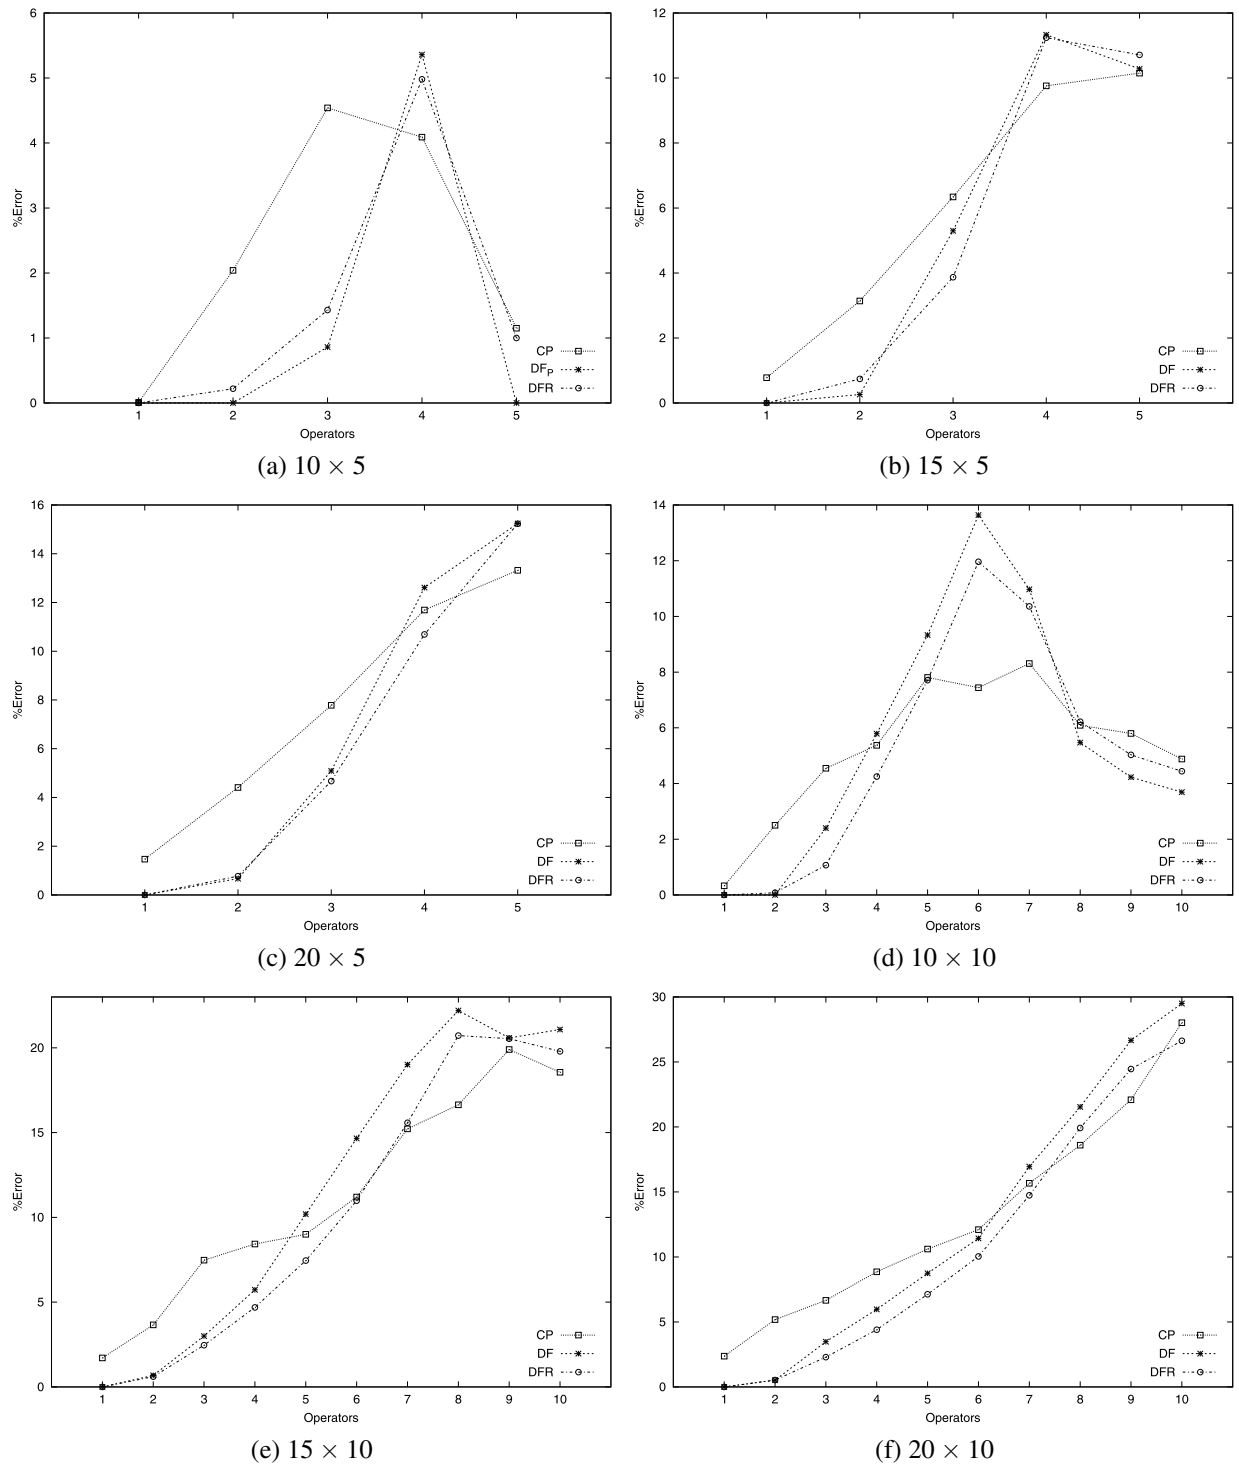 6
5
4
3
2
1
0
%Error
1 2 3 4 5
Operators
CP
DF_P
DFR
(a) 10 × 5
12
10
8
6
4
2
0
%Error
1 2 3 4 5
Operators
CP
DF
DFR
(b) 15 × 5
16
14
12
10
8
6
4
2
0
%Error
1 2 3 4 5
Operators
CP
DF
DFR
(c) 20 × 5
14
12
10
8
6
4
2
0
%Error
1 2 3 4 5 6 7 8 9 10
Operators
CP
DF
DFR
(d) 10 × 10
20
15
10
5
0
%Error
1 2 3 4 5 6 7 8 9 10
Operators
CP
DF
DFR
(e) 15 × 10
30
25
20
15
10
5
0
%Error
1 2 3 4 5 6 7 8 9 10
Operators
CP
DF
DFR
(f) 20 × 10